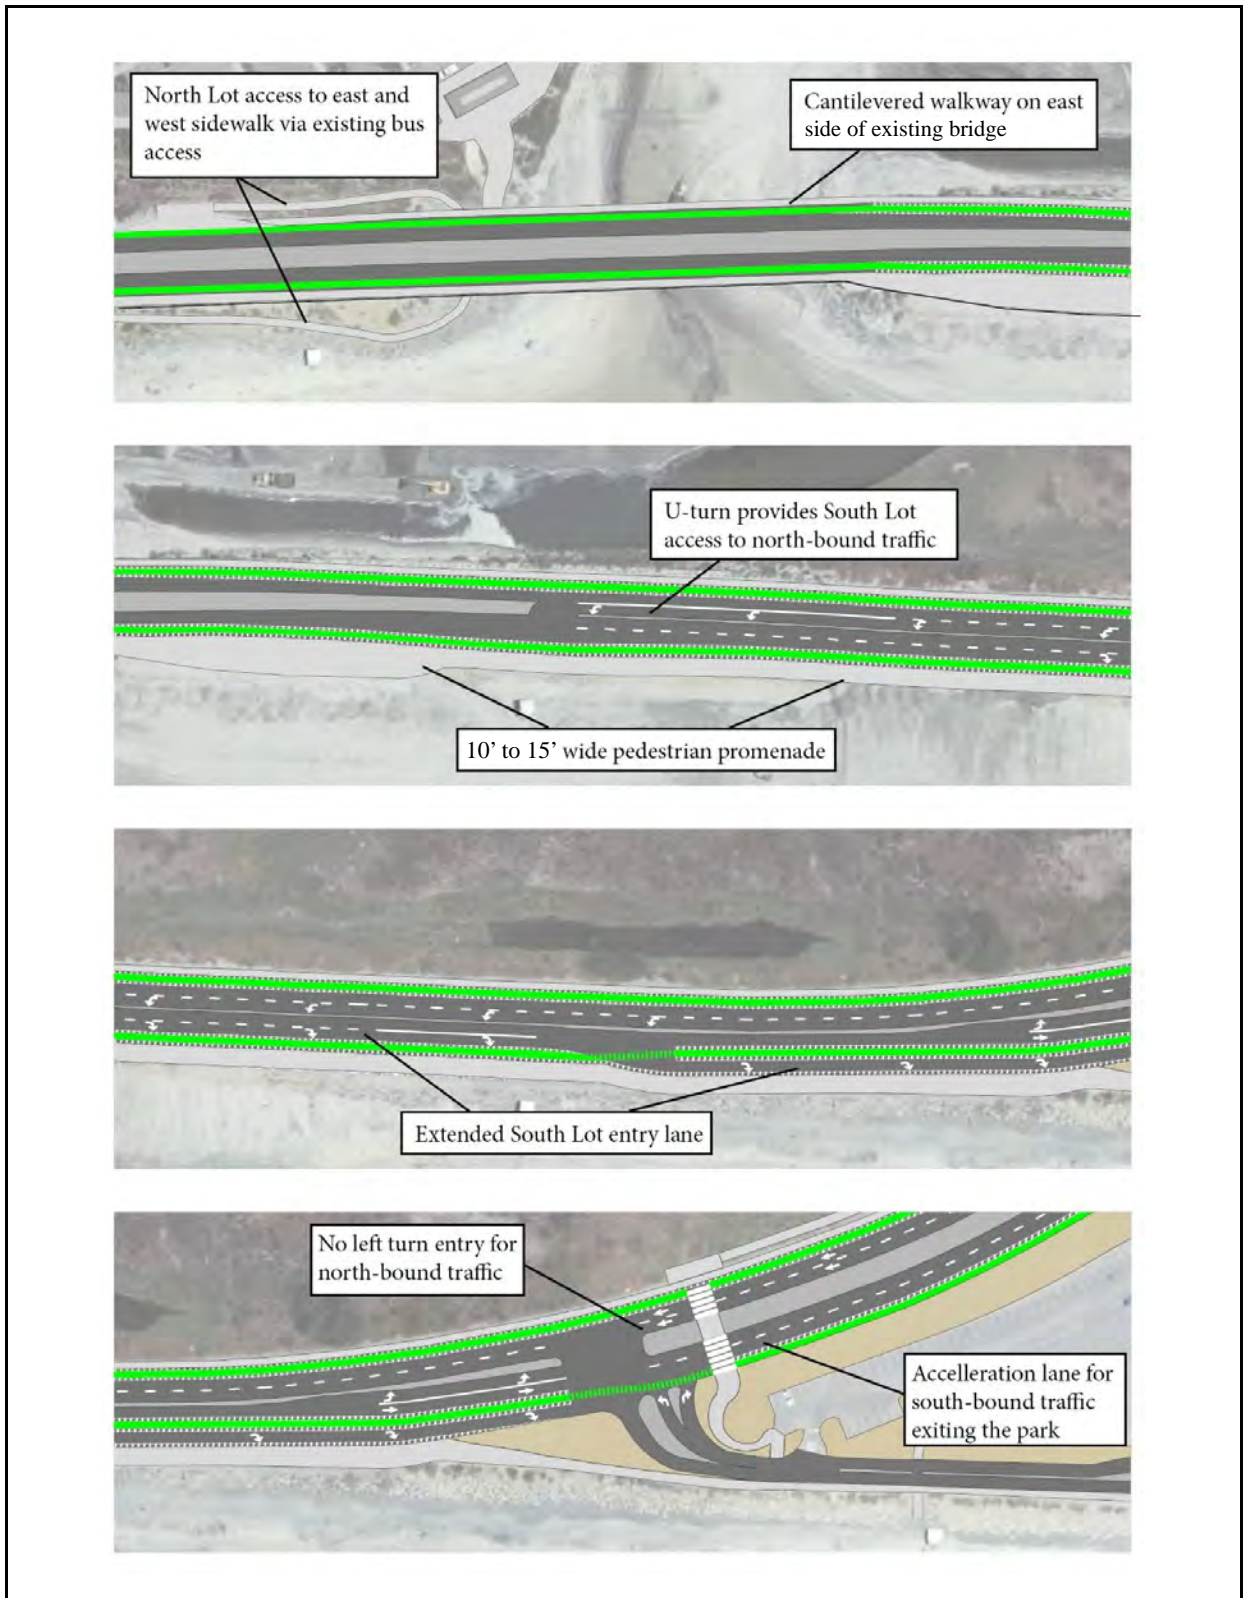 North Lot access to east and
west sidewalk via existing bus
access
Cantilevered walkway on east
side of existing bridge
U-turn provides South Lot
access to north-bound traffic
10’ to 15’ wide pedestrian promenade
Extended South Lot entry lane
No left turn entry for
north-bound traffic
Accelleration lane for
south-bound traffic
exiting the park